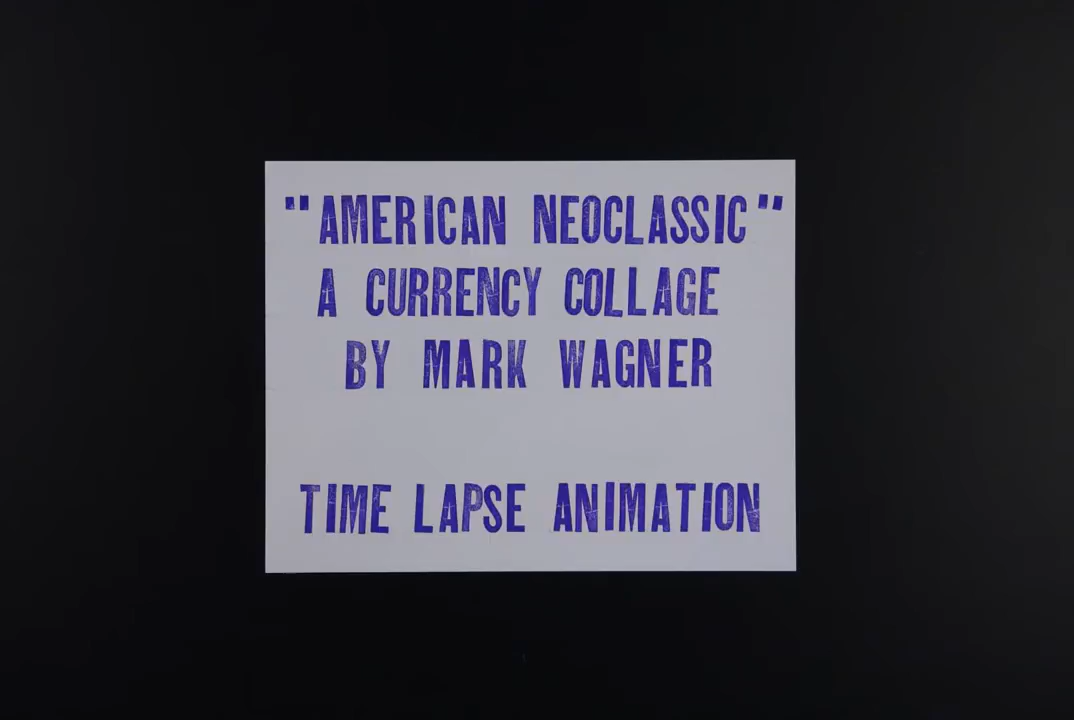 "AMERICAN NEOCLASSIC"
A CURRENCY COLLAGE
BY MARK WAGNER
TIME LAPSE ANIMATION